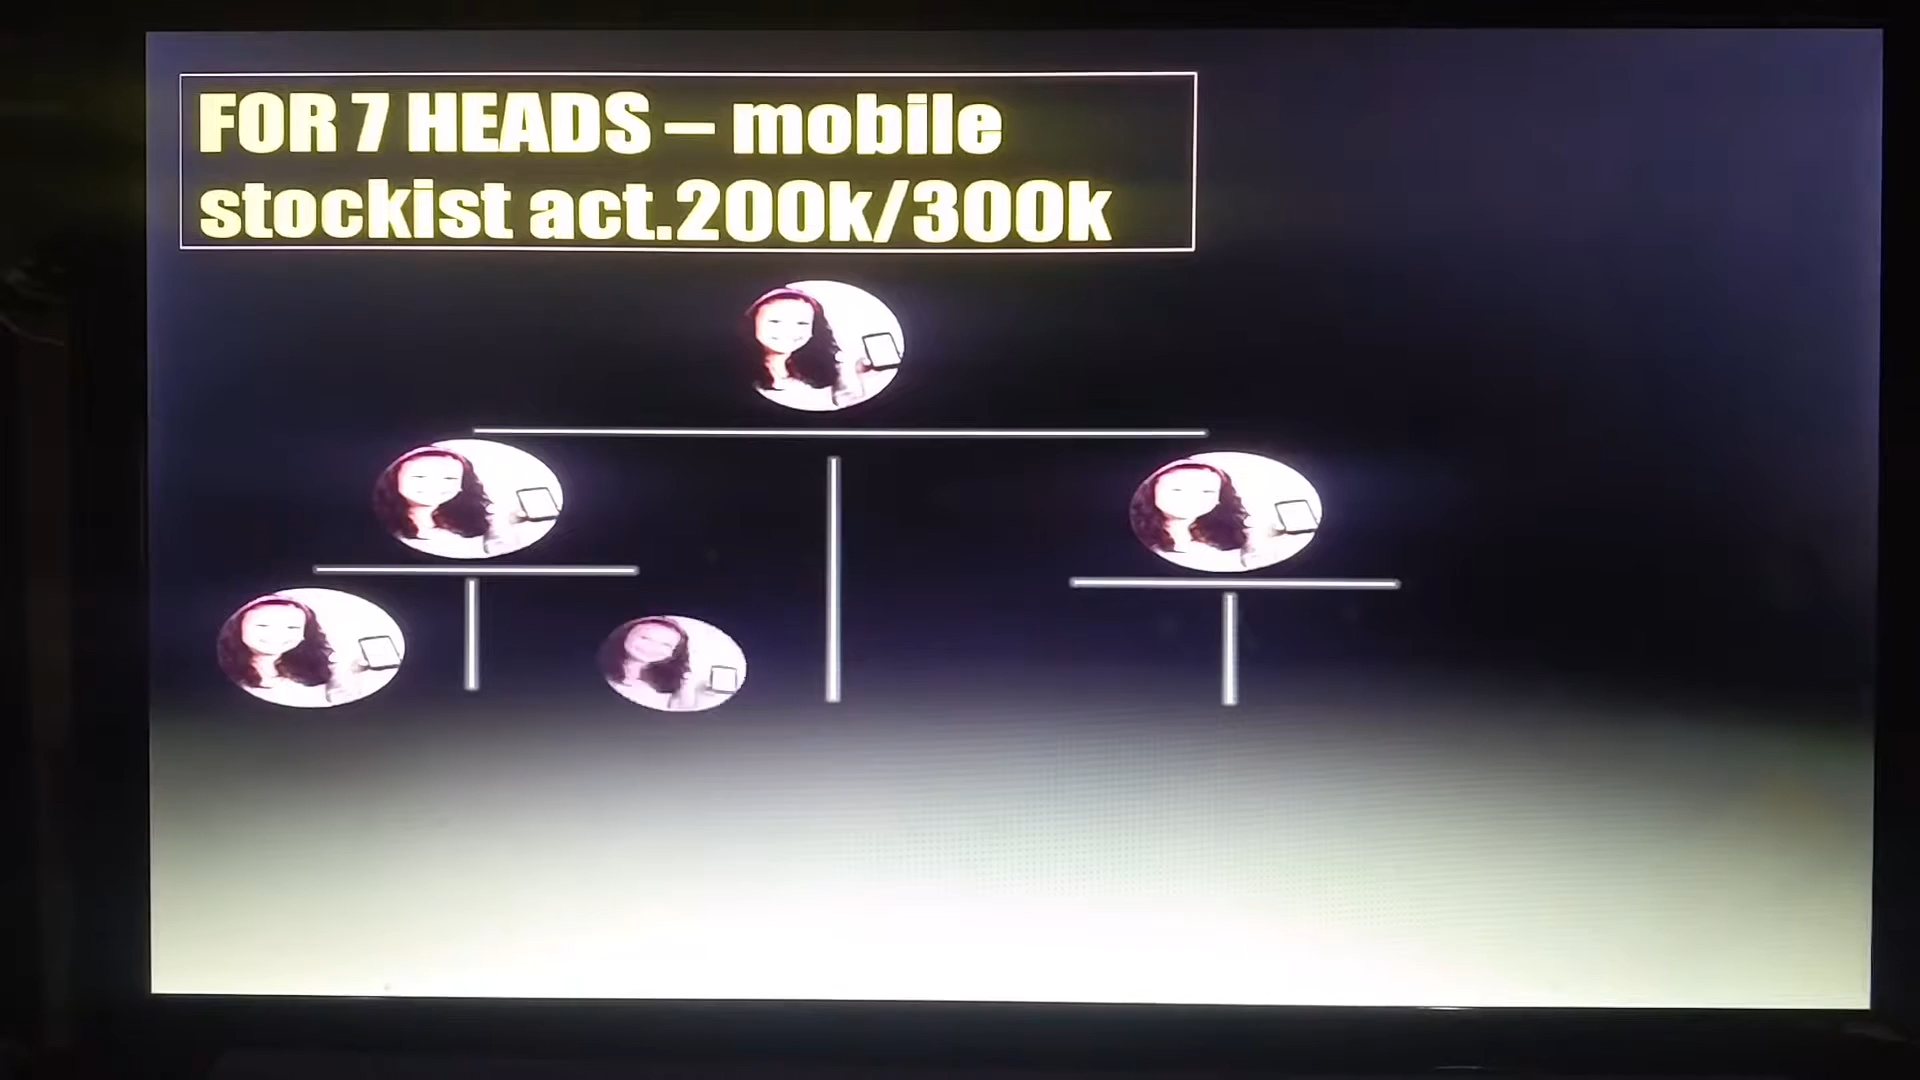 FOR 7 HEADS – mobile
stockist act.200k/300k